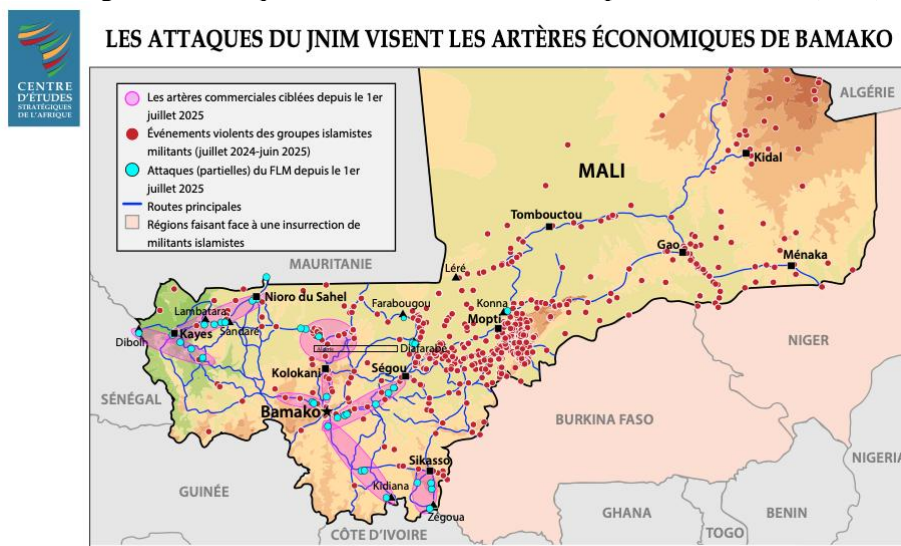 CENTRE
D'ÉTUDES
STRATÉGIQUES
DE L'AFRIQUE
LES ATTAQUES DU JNIM VISENT LES ARTÈRES ÉCONOMIQUES DE BAMAKO
Les artères commerciales ciblées depuis le 1er
juillet 2025
Événements violents des groupes islamistes
militants (juillet 2024-juin 2025)
Attaques (partielles) du FLM depuis le 1er
juillet 2025
Routes principales
Régions faisant face à une insurrection de
militants islamistes
ALGÉRIE
Kidal
MALI
Tombouctou
Gao
Ménaka
MAURITANIE
Léré
Nioro du Sahel
Farabougou
Konna
Lambatara
Mopti
Kayes
Sandaré
Diboli
Diafarabé
NIGER
Kolokani
Ségou
SÉNÉGAL
Bamako
BURKINA FASO
NIGERIA
Sikasso
GUINÉE
Kidiana
Zégoua
GHANA
BENIN
CÔTE D'IVOIRE
TOGO